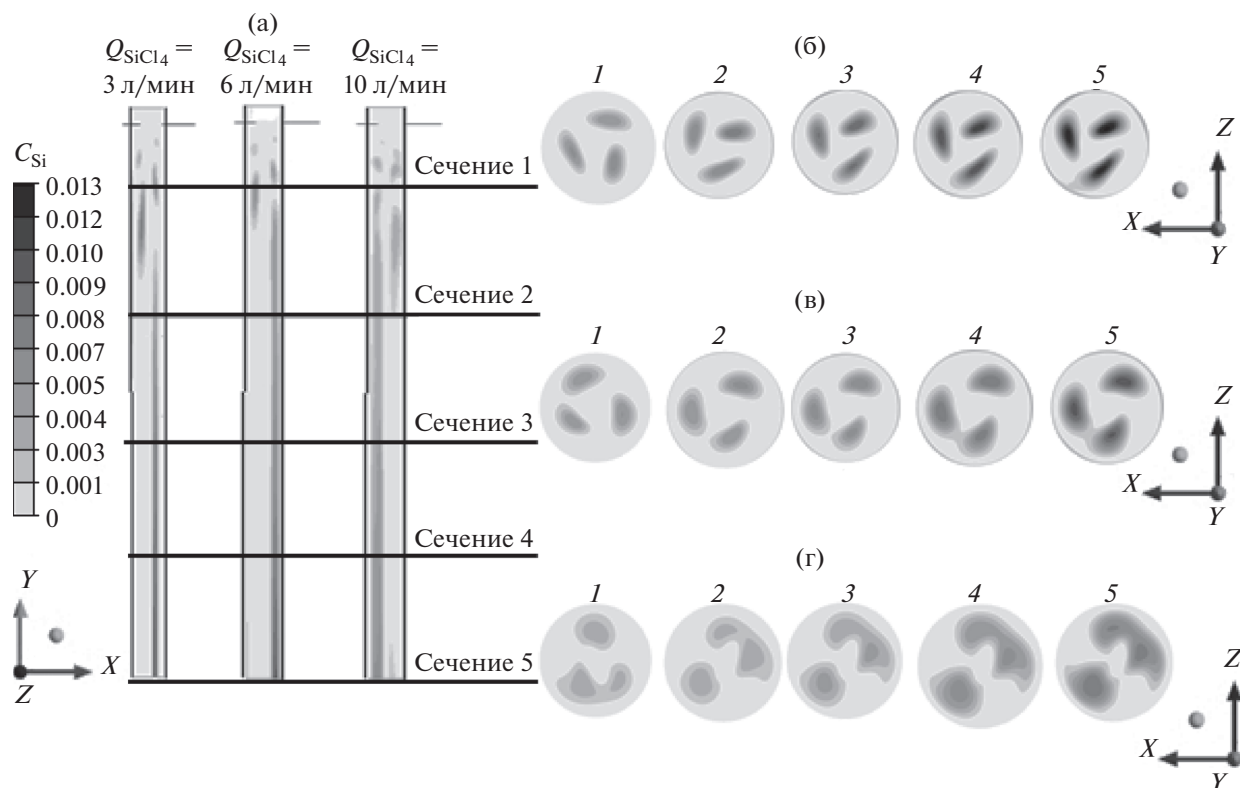 (а)
Q_SiCl4 = Q_SiCl4 = Q_SiCl4 =
3 л/мин 6 л/мин 10 л/мин
C_Si
0.013
0.012
0.010
0.009
0.008
0.007
0.005
0.004
0.003
0.001
0
Сечение 1
Сечение 2
Сечение 3
Сечение 4
Сечение 5
Y
X
Z
(б)
1 2 3 4 5
Z
X
Y
(в)
1 2 3 4 5
Z
X
Y
(г)
1 2 3 4 5
Z
X
Y